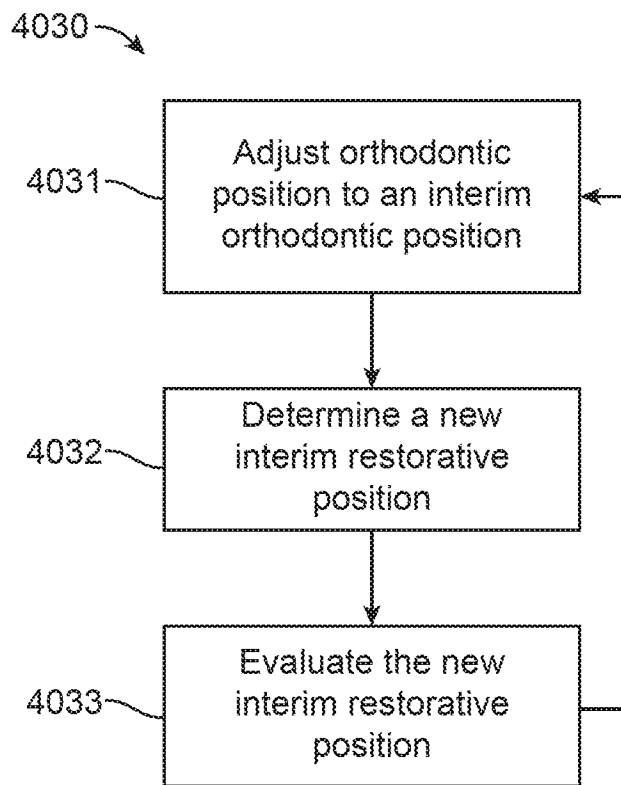 4030
4031
Adjust orthodontic
position to an interim
orthodontic position
4032
Determine a new
interim restorative
position
4033
Evaluate the new
interim restorative
position